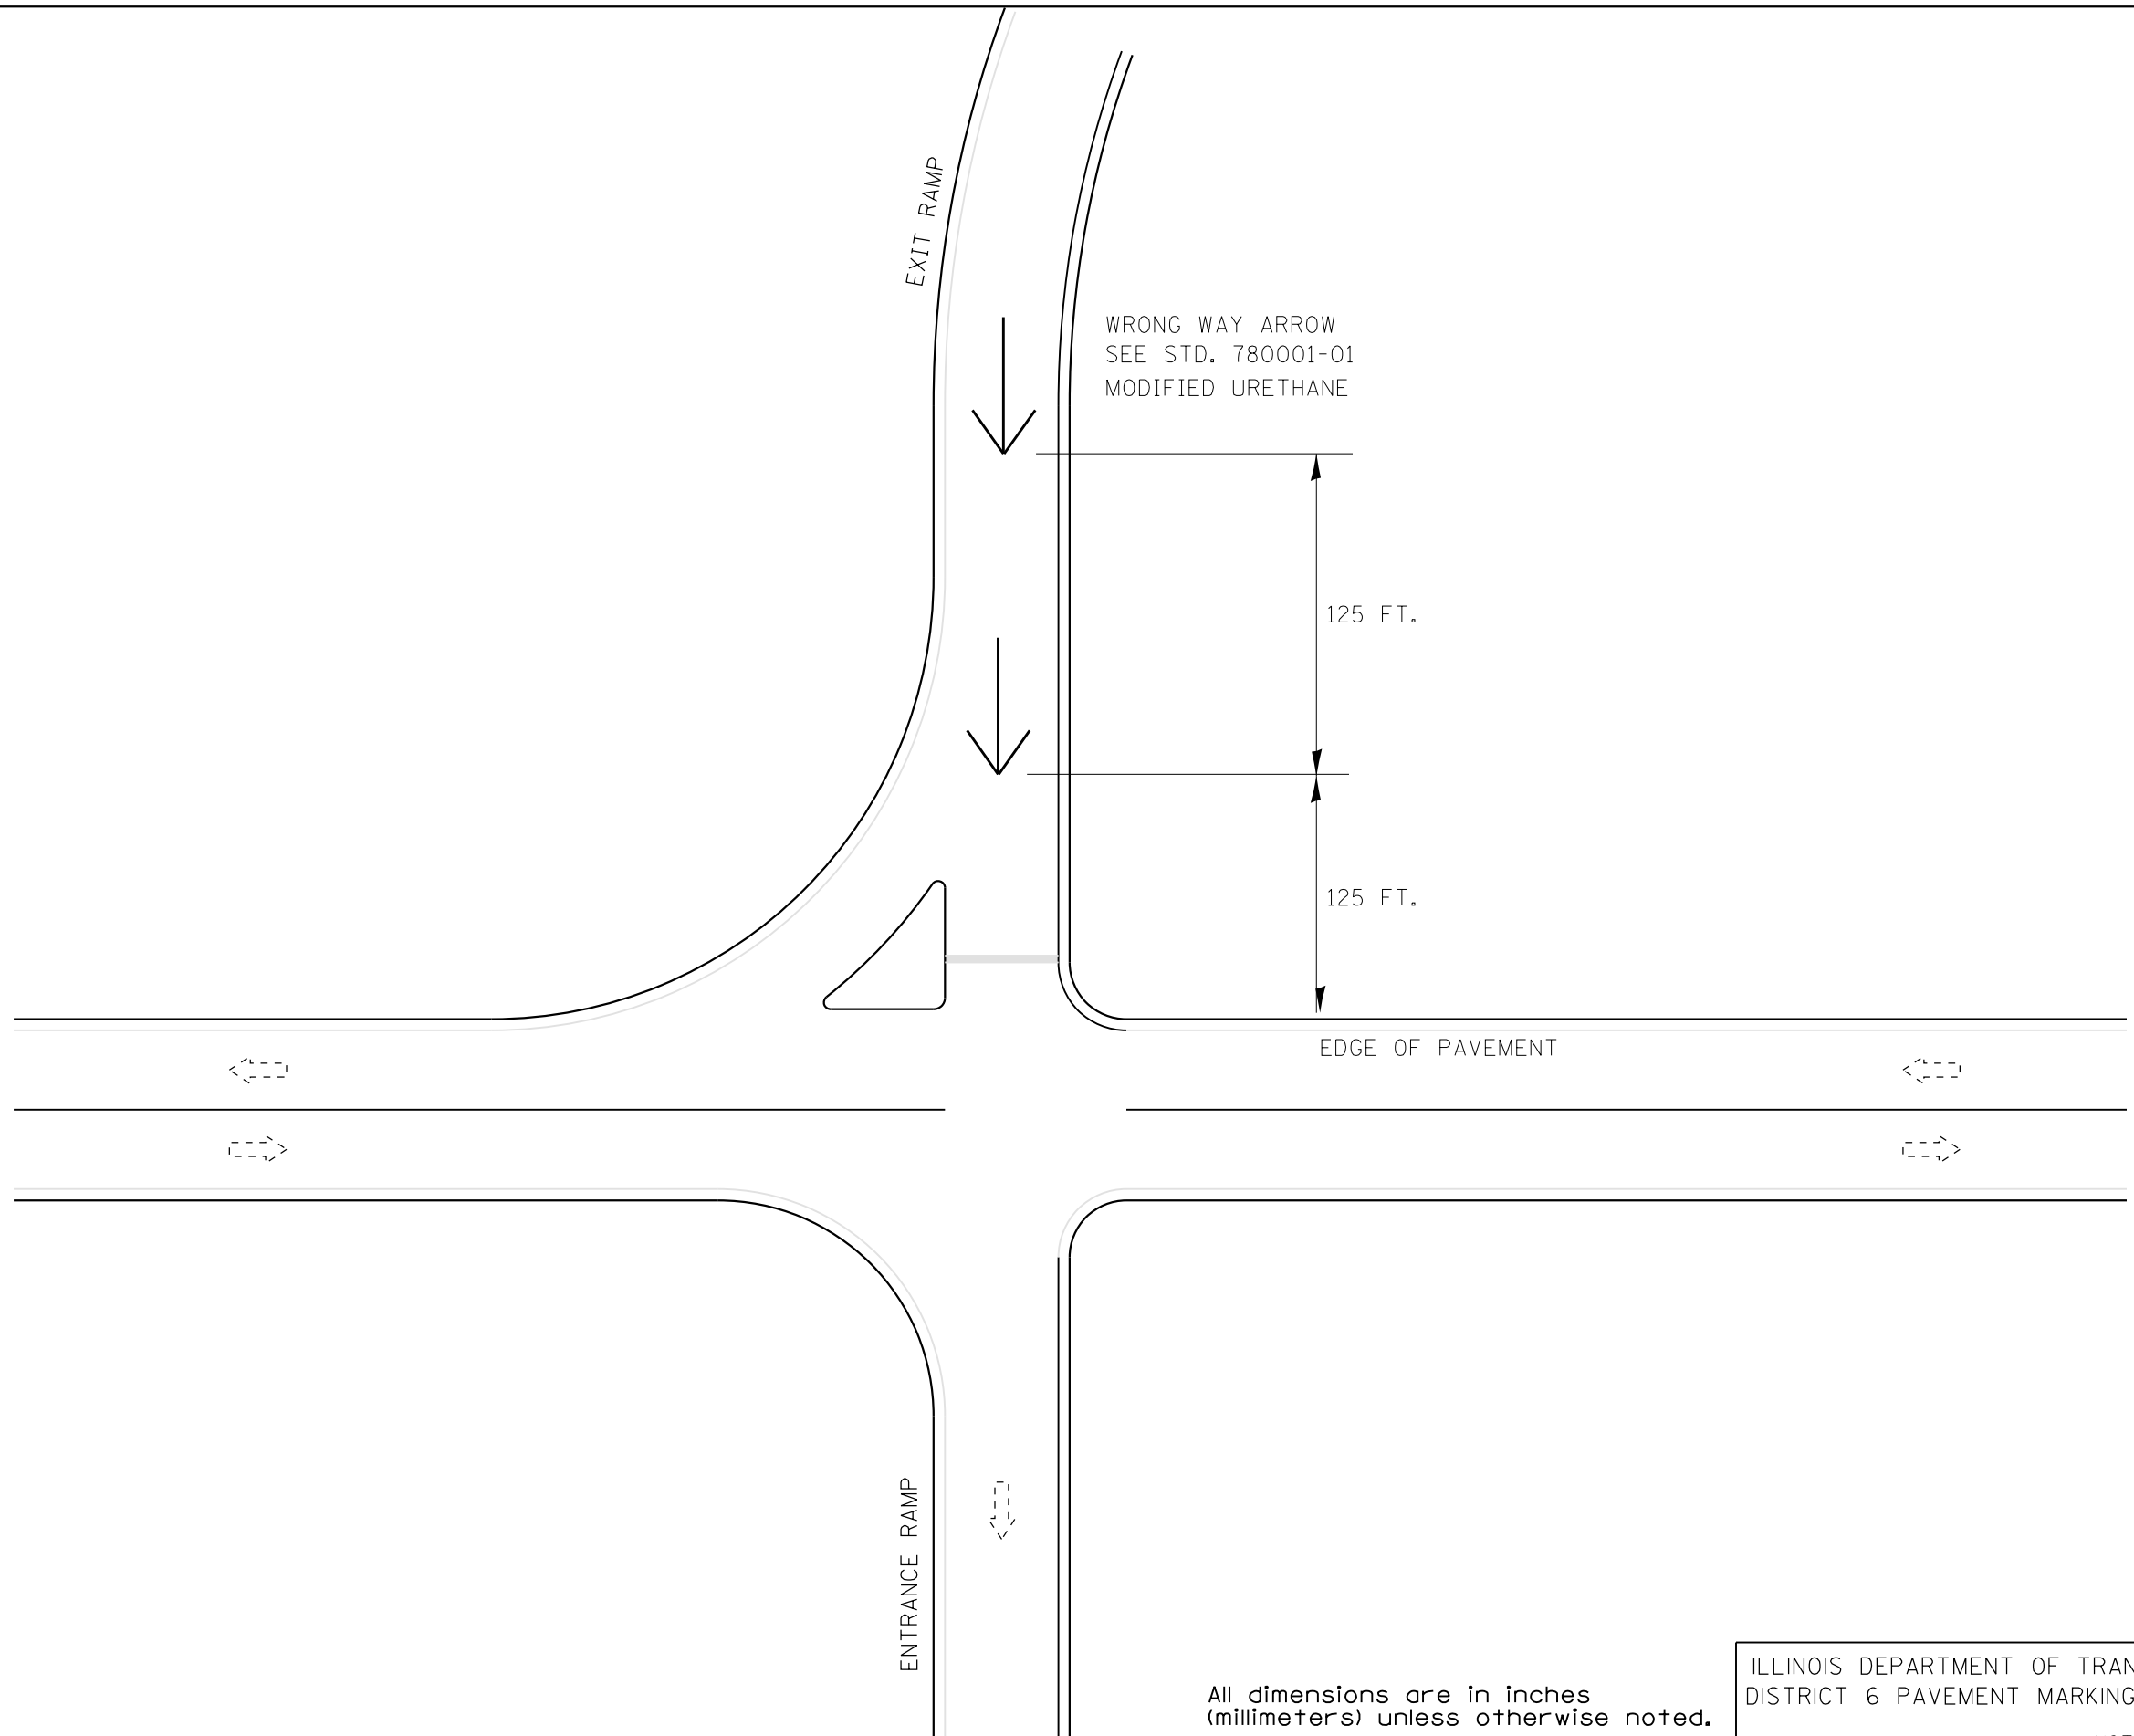 EXIT RAMP
WRONG WAY ARROW
SEE STD. 780001-01
MODIFIED URETHANE
125 FT.
125 FT.
EDGE OF PAVEMENT
ENTRANCE RAMP
All dimensions are in inches
(millimeters) unless otherwise noted.
ILLINOIS DEPARTMENT OF TRAN
DISTRICT 6 PAVEMENT MARKING